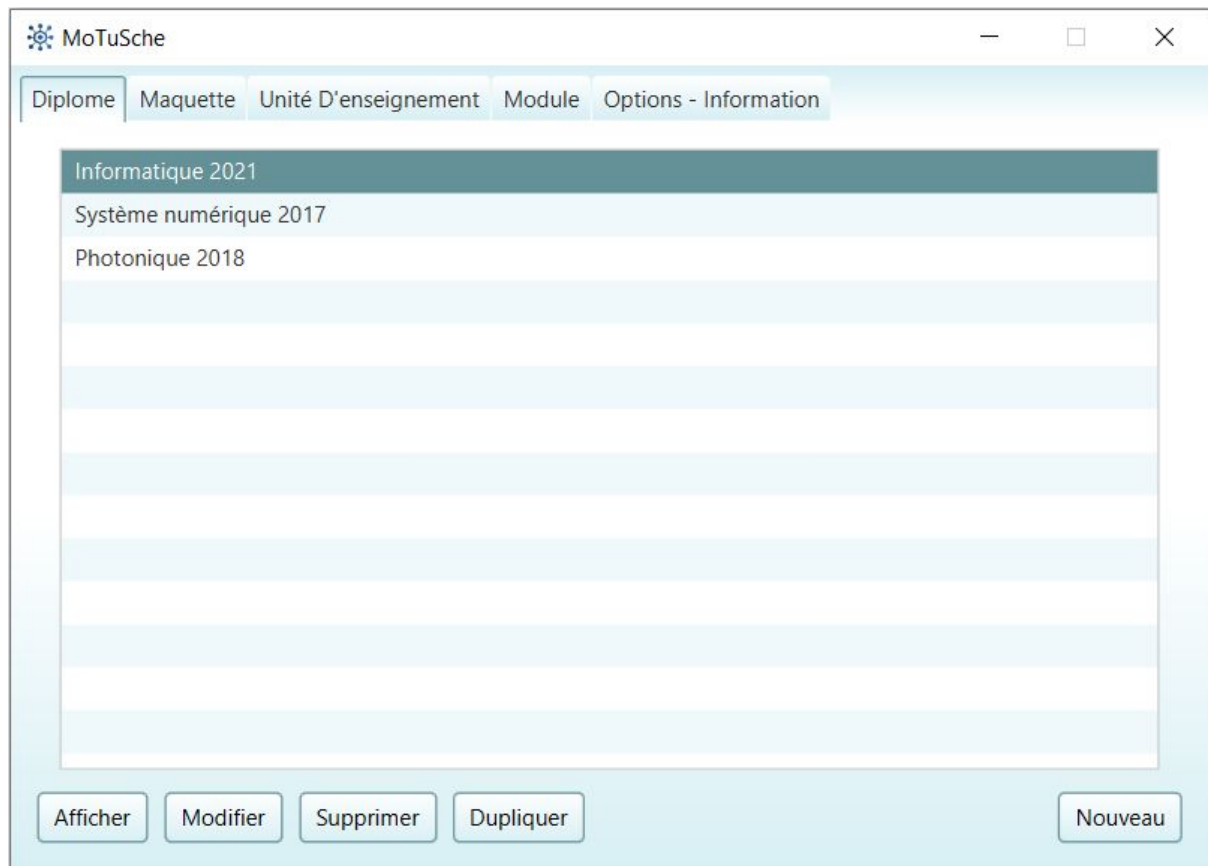 MoTuSche
Diplome Maquette Unité D'enseignement Module Options - Information
Informatique 2021
Système numérique 2017
Photonique 2018
Afficher Modifier Supprimer Dupliquer Nouveau